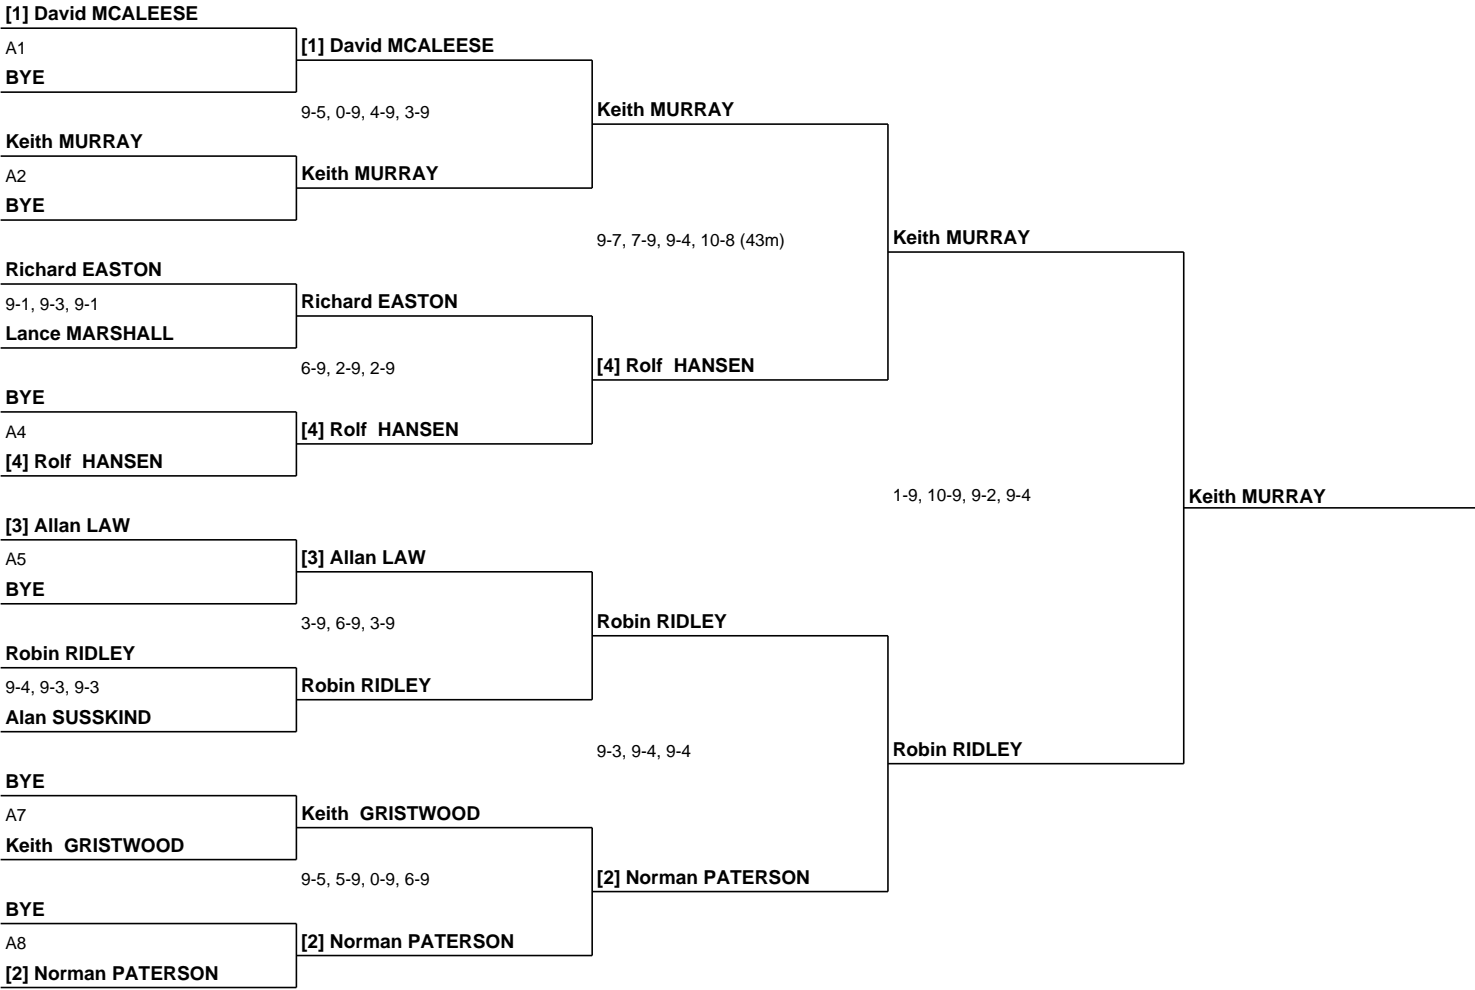 [1] David MCALEESE
A1
BYE
Keith MURRAY
A2
BYE
Richard EASTON
9-1, 9-3, 9-1
Lance MARSHALL
BYE
A4
[4] Rolf  HANSEN
[3] Allan LAW
A5
BYE
Robin RIDLEY
9-4, 9-3, 9-3
Alan SUSSKIND
BYE
A7
Keith  GRISTWOOD
BYE
A8
[2] Norman PATERSON
[1] David MCALEESE
9-5, 0-9, 4-9, 3-9
Keith MURRAY
Richard EASTON
6-9, 2-9, 2-9
[4] Rolf  HANSEN
[3] Allan LAW
3-9, 6-9, 3-9
Robin RIDLEY
Keith  GRISTWOOD
9-5, 5-9, 0-9, 6-9
[2] Norman PATERSON
Keith MURRAY
9-7, 7-9, 9-4, 10-8 (43m)
[4] Rolf  HANSEN
Robin RIDLEY
9-3, 9-4, 9-4
[2] Norman PATERSON
Keith MURRAY
1-9, 10-9, 9-2, 9-4
Robin RIDLEY
Keith MURRAY